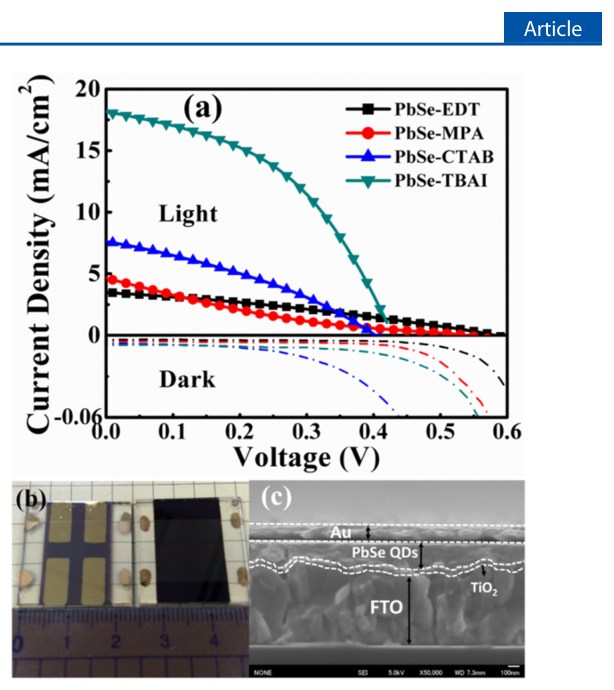 Article
20
15
10
5
0
-0.06
Current Density (mA/cm²)
(a)
PbSe-EDT
PbSe-MPA
PbSe-CTAB
PbSe-TBAI
Light
Dark
0.0 0.1 0.2 0.3 0.4 0.5 0.6
Voltage (V)
(b)
0 1 2 3 4
(c)
Au
PbSe QDs
TiO₂
FTO
NONE SEI 5.0kV X50,000 WD 7.3mm 100nm